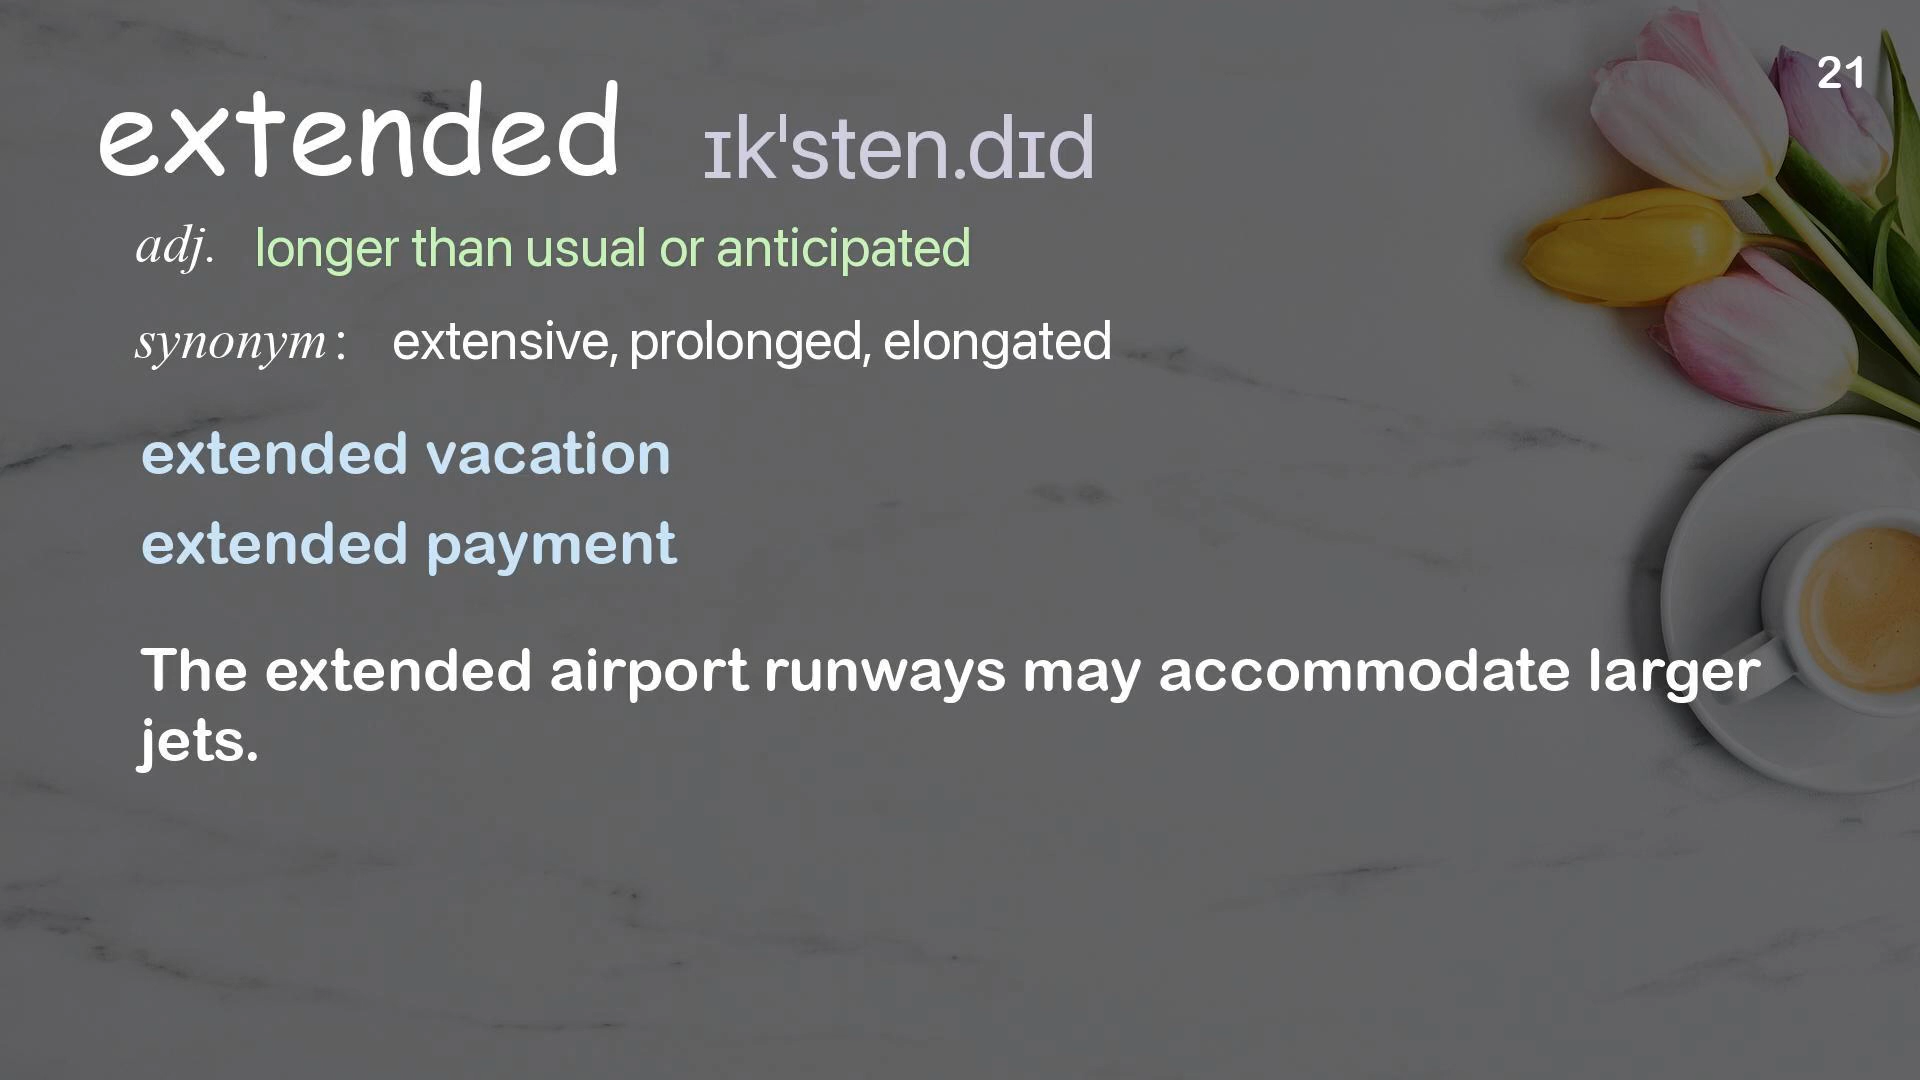 21
extended ɪk'sten.dɪd
adj. longer than usual or anticipated
synonym : extensive, prolonged, elongated
extended vacation
extended payment
The extended airport runways may accommodate larger
jets.